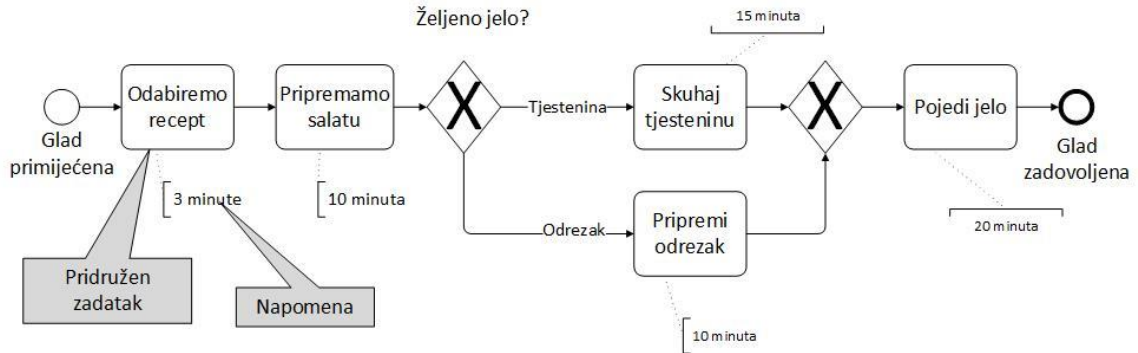 Željeno jelo?
15 minuta
Glad
primijećena
Odabiremo
recept
Pripremamo
salatu
X
Tjestenina
Skuhaj
tjesteninu
X
Pojedi jelo
Glad
zadovoljena
3 minute
10 minuta
Odrezak
Pripremi
odrezak
20 minuta
Pridružen
zadatak
Napomena
10 minuta